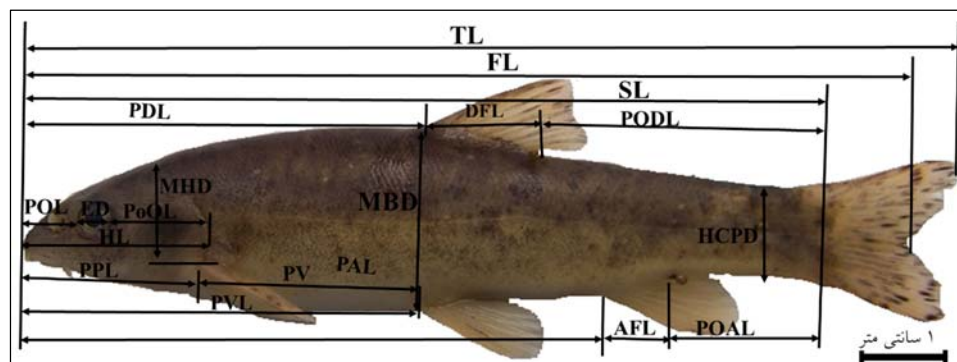 TL
FL
SL
PDL
DFL
PODL
MHD
MBD
POL
ED
PoOL
HL
HCPD
PPL
PV
PAL
PVL
AFL
POAL
۱ سانتی متر